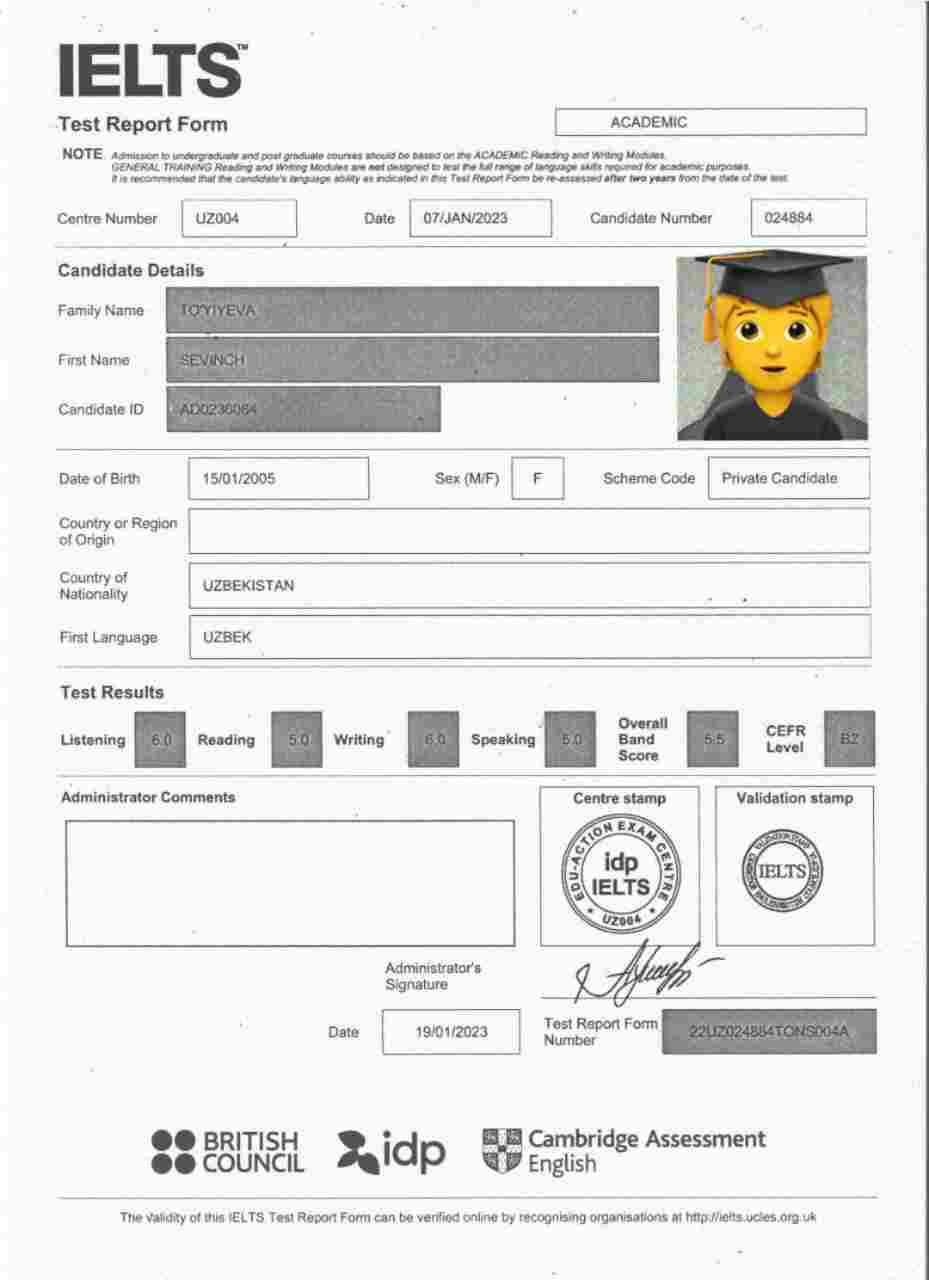 IELTS™
Test Report Form
ACADEMIC
NOTE Admission to undergraduate and post graduate courses should be based on the ACADEMIC Reading and Writing Modules.
GENERAL TRAINING Reading and Writing Modules are not designed to test the full range of language skills required for academic purposes.
It is recommended that the candidate's language ability as indicated in this Test Report Form be re-assessed after two years from the date of the test.
Centre Number UZ004 Date 07/JAN/2023 Candidate Number 024884
Candidate Details
Family Name TO'YIYEVA
First Name SEVINCH
Candidate ID AD0236064
Date of Birth 15/01/2005 Sex (M/F) F Scheme Code Private Candidate
Country or Region
of Origin
Country of
Nationality
UZBEKISTAN
First Language UZBEK
Test Results
Listening 6.0 Reading 5.0 Writing 6.0 Speaking 5.0 Overall
Band
Score
5.5 CEFR
Level
B2
Administrator Comments
Centre stamp
Validation stamp
EDU-ACTION EXAM CENTRE
idp
IELTS
UZ004
IELTS
Administrator's
Signature
Date 19/01/2023
Test Report Form
Number
22UZ024884TONS004A
BRITISH
COUNCIL
idp
Cambridge Assessment
English
The Validity of this IELTS Test Report Form can be verified online by recognising organisations at http://ielts.ucles.org.uk